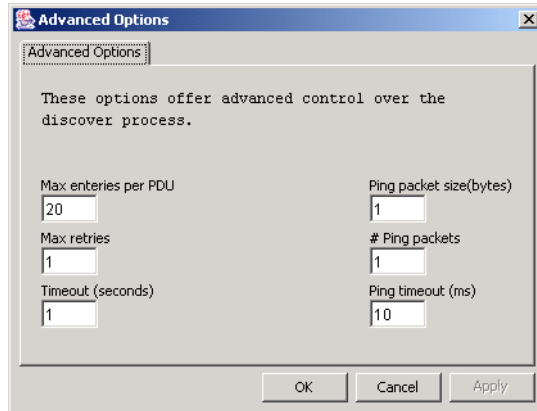 Advanced Options
Advanced Options
These options offer advanced control over the
discover process.
Max enteries per PDU
20
Max retries
1
Timeout (seconds)
1
Ping packet size(bytes)
1
# Ping packets
1
Ping timeout (ms)
10
OK
Cancel
Apply